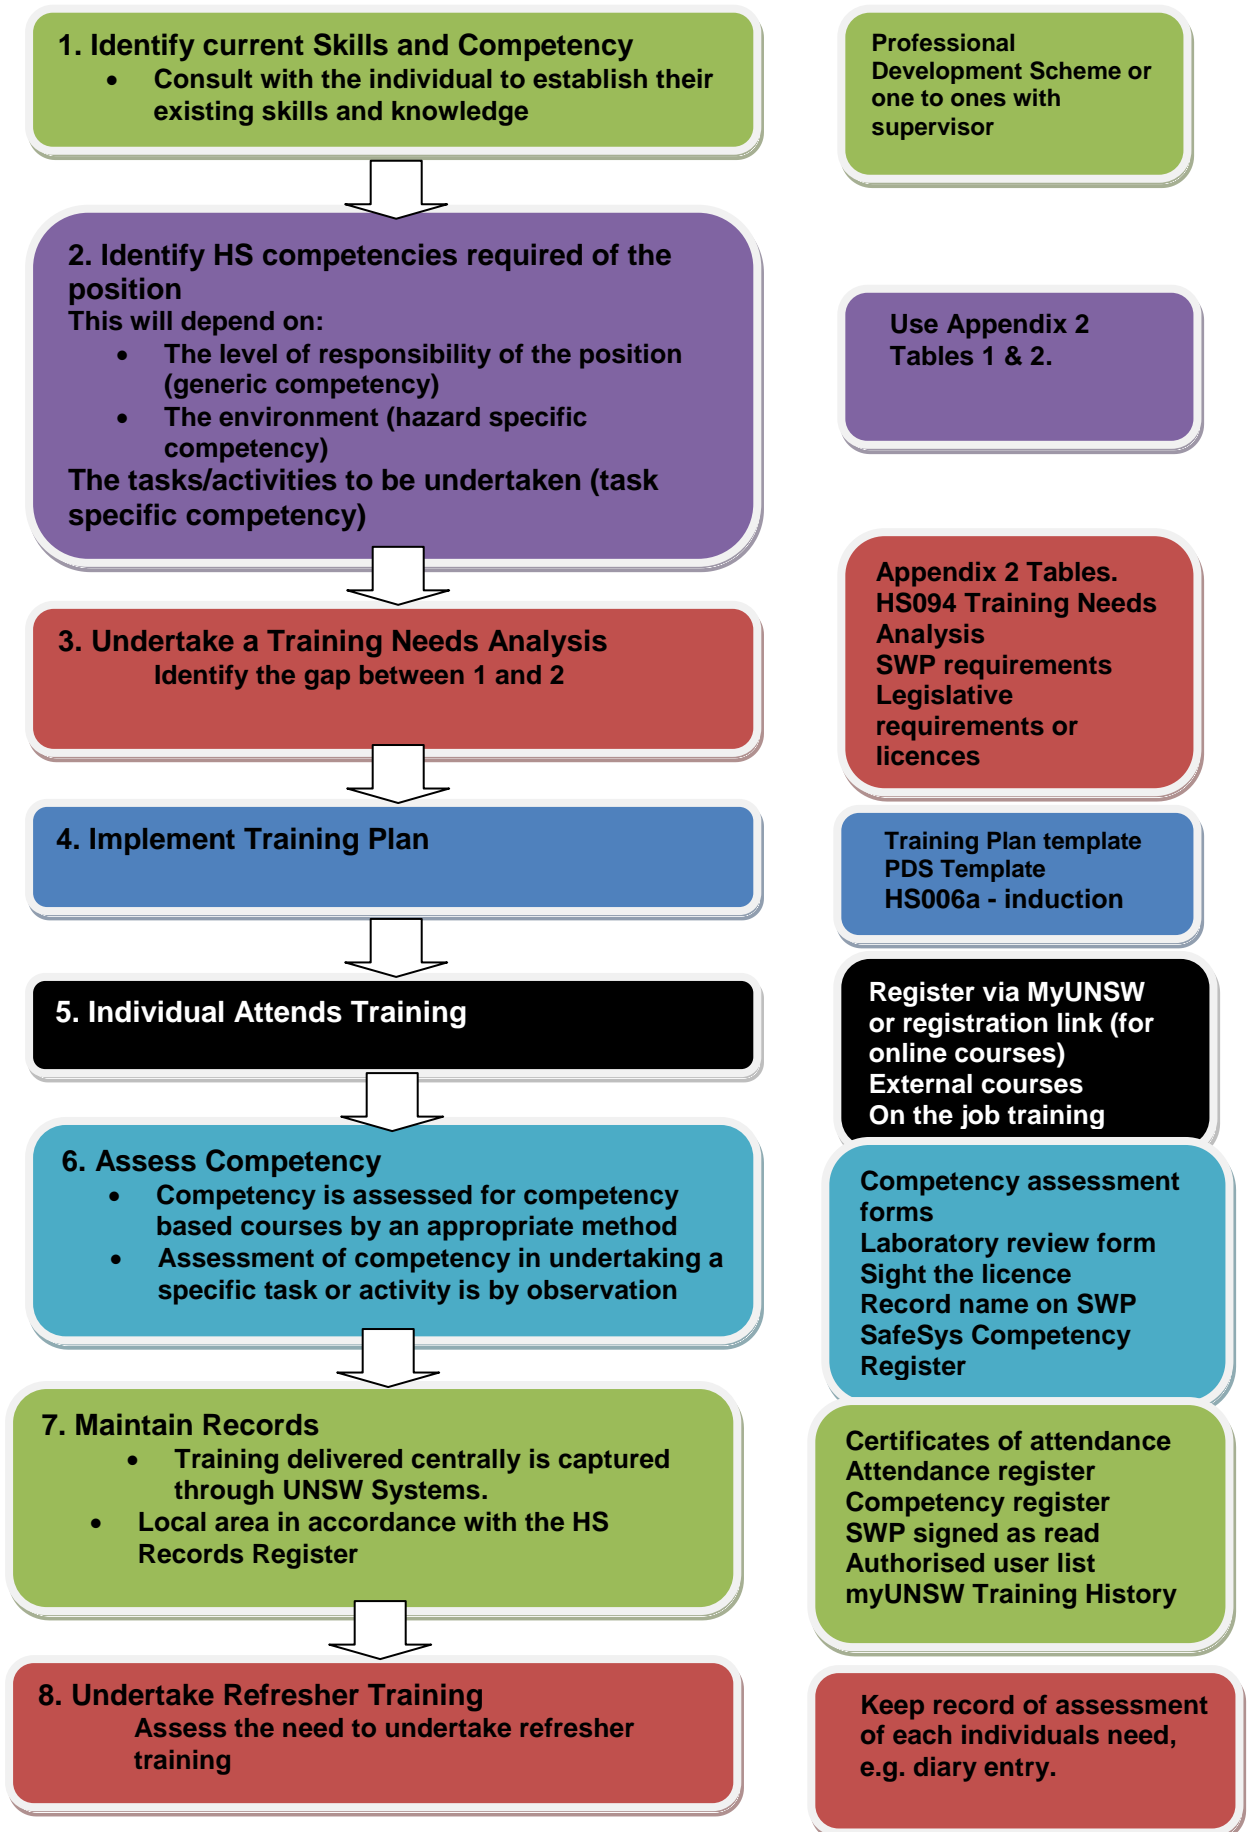 1. Identify current Skills and Competency
• Consult with the individual to establish their
existing skills and knowledge
Professional
Development Scheme or
one to ones with
supervisor
2. Identify HS competencies required of the
position
This will depend on:
• The level of responsibility of the position
(generic competency)
• The environment (hazard specific
competency)
The tasks/activities to be undertaken (task
specific competency)
Use Appendix 2
Tables 1 & 2.
3. Undertake a Training Needs Analysis
Identify the gap between 1 and 2
Appendix 2 Tables.
HS094 Training Needs
Analysis
SWP requirements
Legislative
requirements or
licences
4. Implement Training Plan
Training Plan template
PDS Template
HS006a - induction
5. Individual Attends Training
Register via MyUNSW
or registration link (for
online courses)
External courses
On the job training
6. Assess Competency
• Competency is assessed for competency
based courses by an appropriate method
• Assessment of competency in undertaking a
specific task or activity is by observation
Competency assessment
forms
Laboratory review form
Sight the licence
Record name on SWP
SafeSys Competency
Register
7. Maintain Records
• Training delivered centrally is captured
through UNSW Systems.
• Local area in accordance with the HS
Records Register
Certificates of attendance
Attendance register
Competency register
SWP signed as read
Authorised user list
myUNSW Training History
8. Undertake Refresher Training
Assess the need to undertake refresher
training
Keep record of assessment
of each individuals need,
e.g. diary entry.